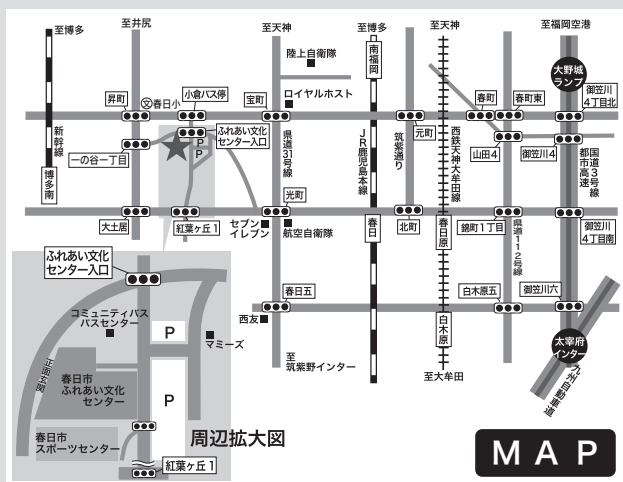 至博多
至井尻
至天神
至博多
至天神
至福岡空港
陸上自衛隊
南福岡
大野城
ランプ
昇町
文
春日小
小倉バス停
宝町
ロイヤルホスト
春町
春町東
御笠川
4丁目北
新幹線
ふれあい文化
センター入口
P
P
県道31号線
JR鹿児島本線
筑紫通り
元町
西鉄天神大牟田線
山田4
御笠川4
都市高速
国道3号線
一の谷一丁目
博多南
光町
大土居
紅葉ヶ丘1
セブン
イレブン
航空自衛隊
春日
北町
春日原
錦町1丁目
県道112号線
御笠川
4丁目南
ふれあい文化
センター入口
春日五
白木原五
御笠川六
コミュニティバス
バスセンター
P
マミーズ
西友
白木原
太宰府
インター
正面玄関
至
筑紫野インター
至大牟田
九州自動車道
春日市
ふれあい文化
センター
P
春日市
スポーツセンター
周辺拡大図
紅葉ヶ丘1
MAP